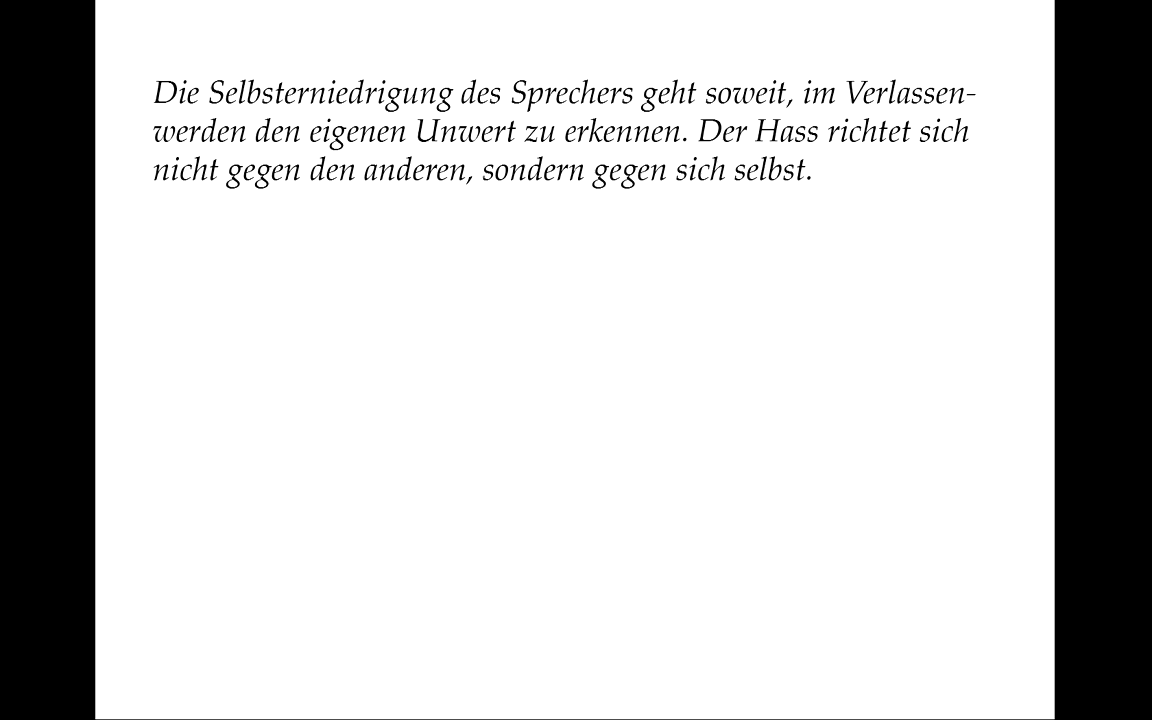 Die Selbsterniedrigung des Sprechers geht soweit, im Verlassen-
werden den eigenen Unwert zu erkennen. Der Hass richtet sich
nicht gegen den anderen, sondern gegen sich selbst.